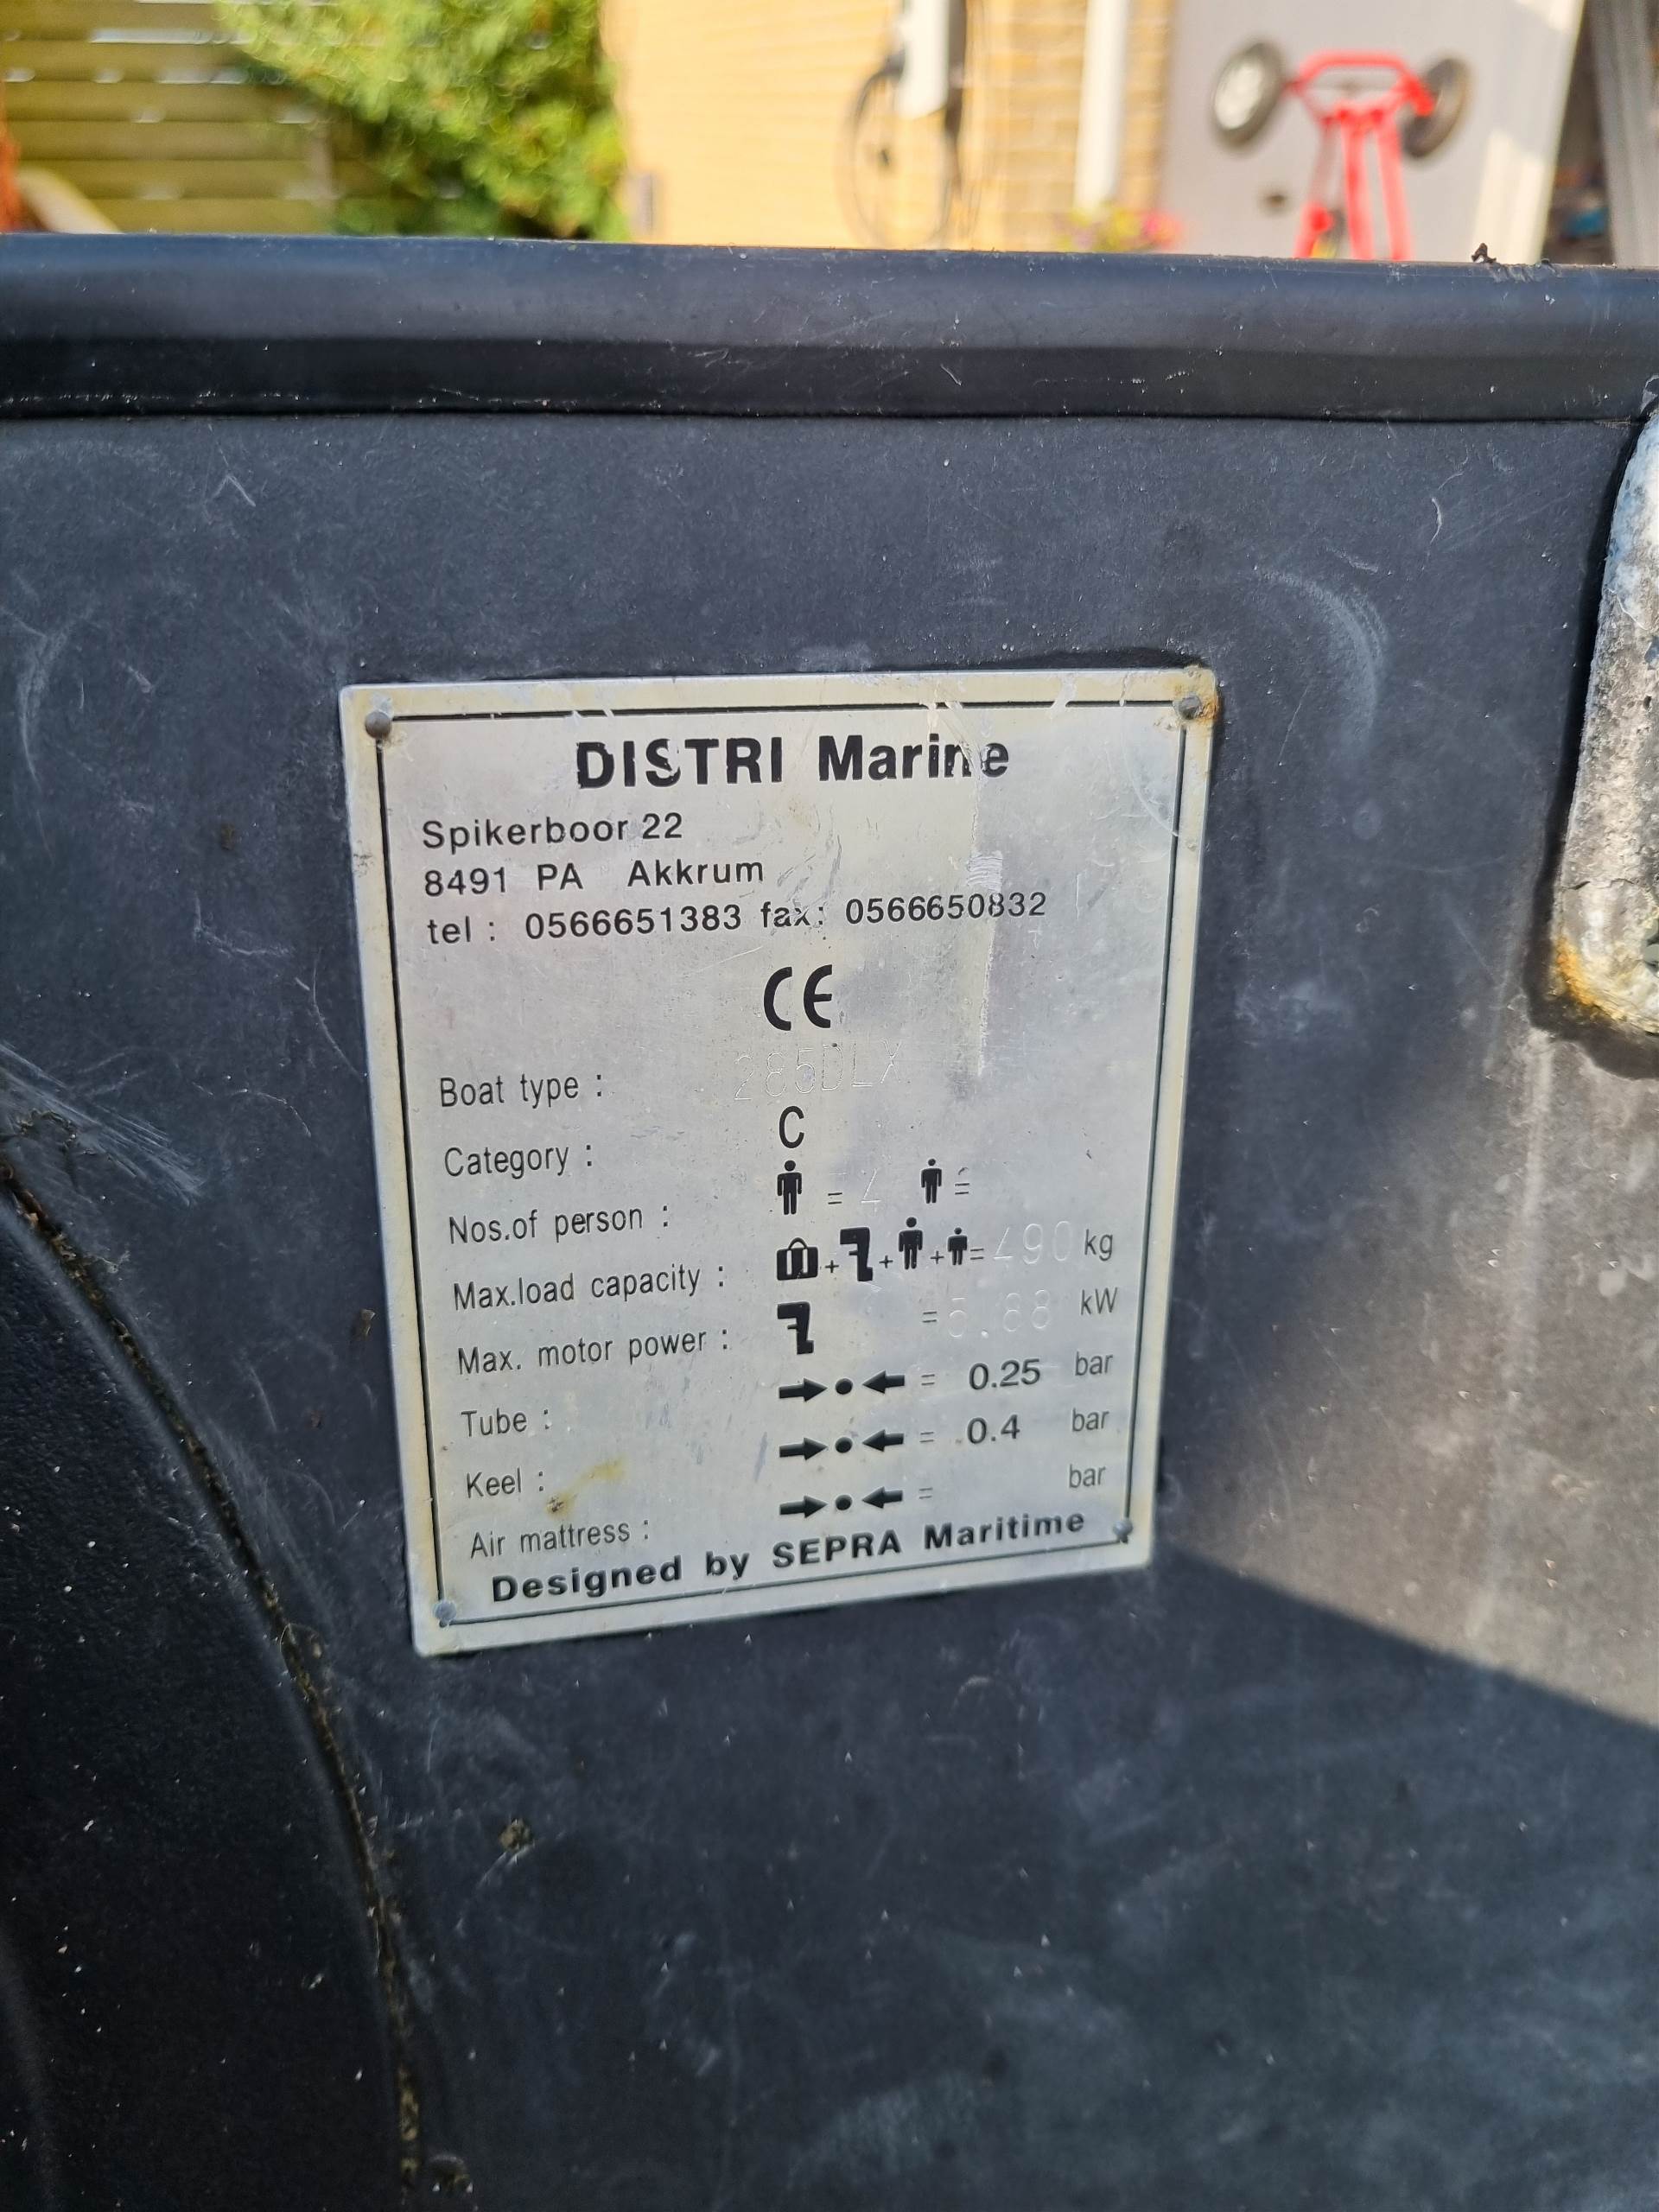 DISTRI Marine
Spikerboor 22
8491 PA Akkrum
tel : 0566651383 fax: 0566650832
CE
Boat type : 285DLX
Category : C
Nos.of person : = 4 =
Max.load capacity : + + + = 490 kg
Max. motor power : = 5.88 kW
Tube : = 0.25 bar
Keel : = 0.4 bar
Air mattress : = bar
Designed by SEPRA Maritime